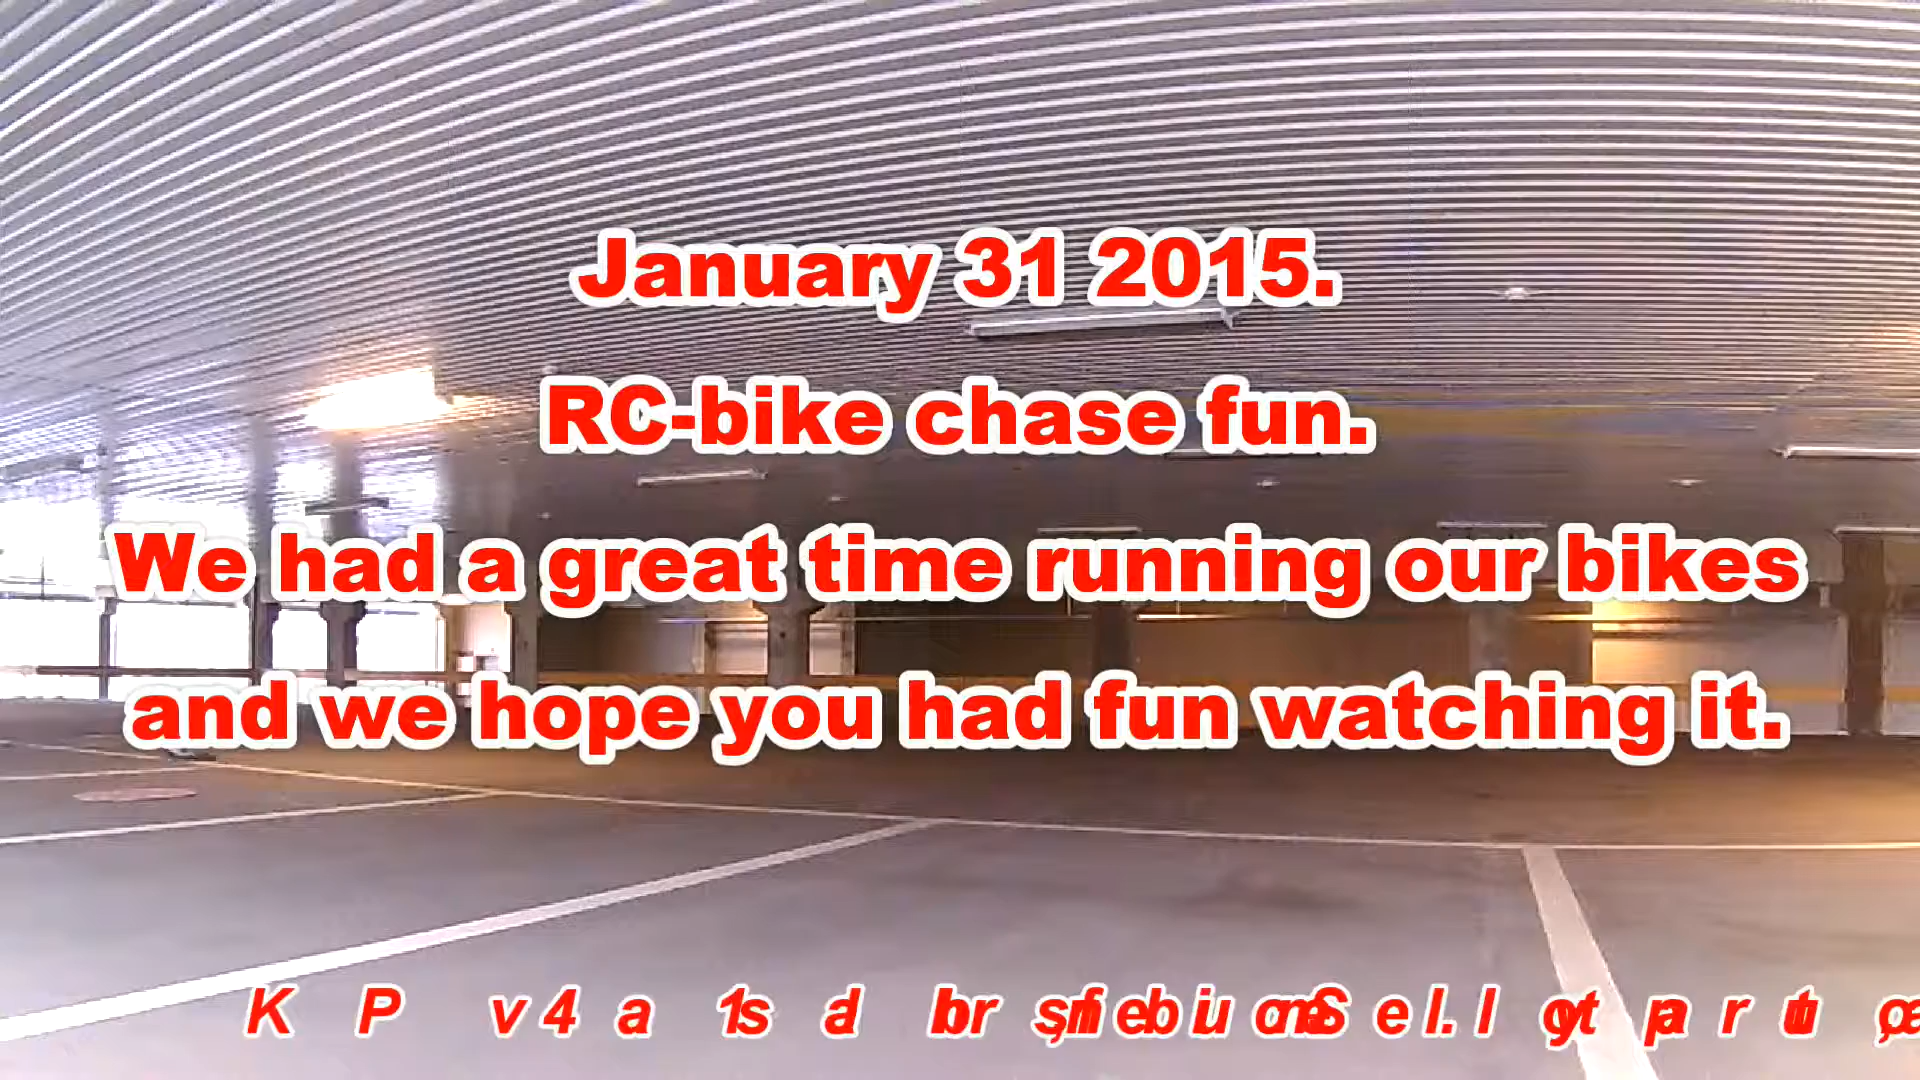 January 31 2015.
RC-bike chase fun.
We had a great time running our bikes
and we hope you had fun watching it.